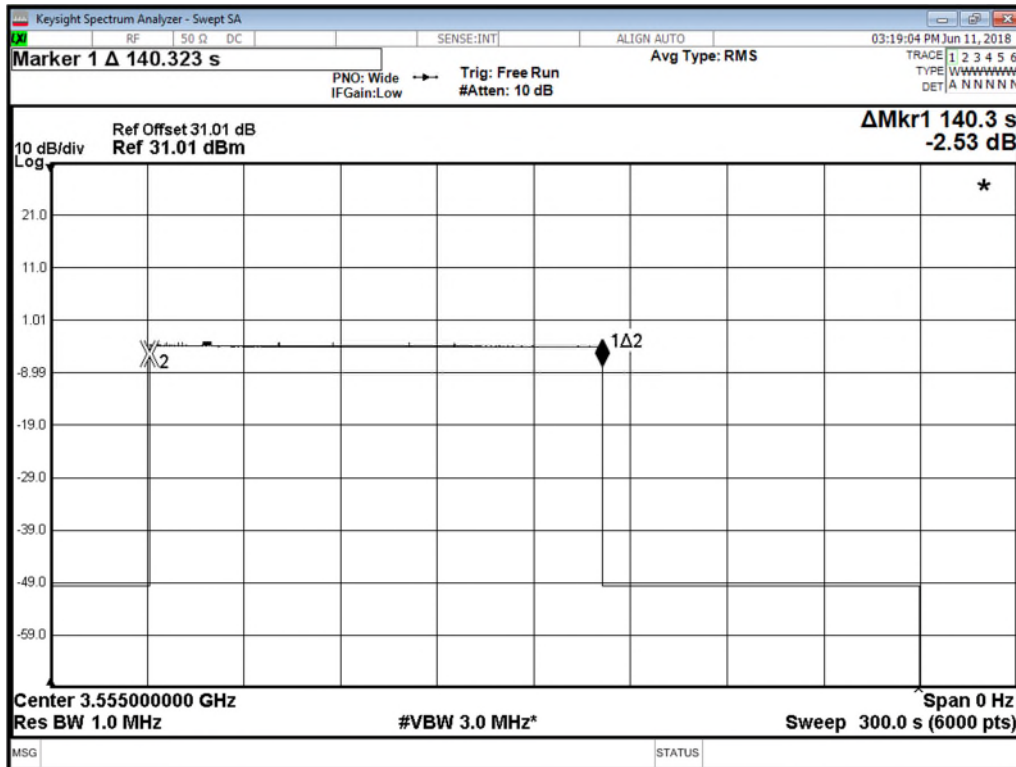 Keysight Spectrum Analyzer - Swept SA
LXI RF 50 Ω DC SENSE:INT ALIGN AUTO 03:19:04 PM Jun 11, 2018
Marker 1 Δ 140.323 s
Avg Type: RMS
TRACE 1 2 3 4 5 6
PNO: Wide Trig: Free Run
TYPE WWWWWW
IFGain:Low #Atten: 10 dB
DET A N N N N N
ΔMkr1 140.3 s
-2.53 dB
Ref Offset 31.01 dB
10 dB/div Ref 31.01 dBm
Log
*
21.0
11.0
1.01
1Δ2
2
-8.99
-19.0
-29.0
-39.0
-49.0
-59.0
Center 3.555000000 GHz Span 0 Hz
Res BW 1.0 MHz #VBW 3.0 MHz* Sweep 300.0 s (6000 pts)
MSG STATUS